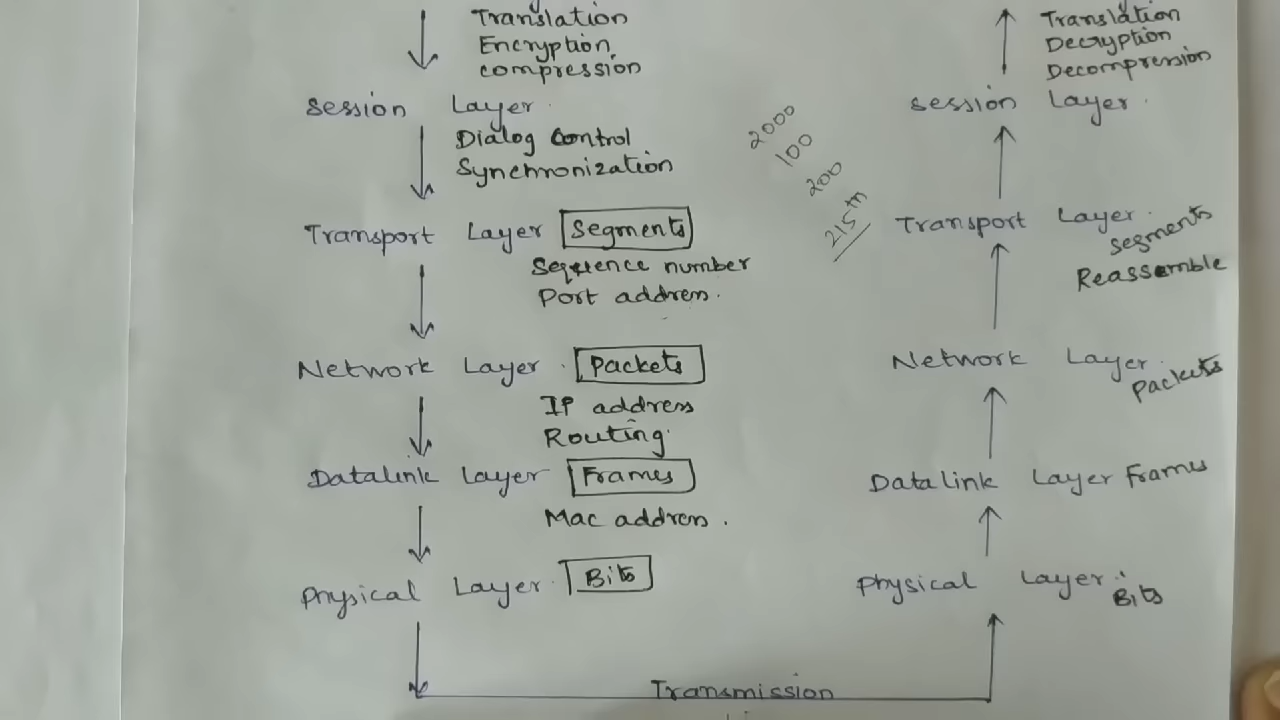 Translation
Encryption
compression
session Layer.
Dialog control
Synchronization
Transport Layer Segments
Sequence number
Port address.
Network Layer. Packets
IP address
Routing.
Datalink Layer Frames
Mac address.
Physical Layer. Bits
2000
100
200
215th
Translation
Decryption
Decompression
session Layer.
Transport Layer.
segments
Reassemble
Network Layer.
Packets
Datalink Layer Frames
Physical Layer.
Bits
Transmission